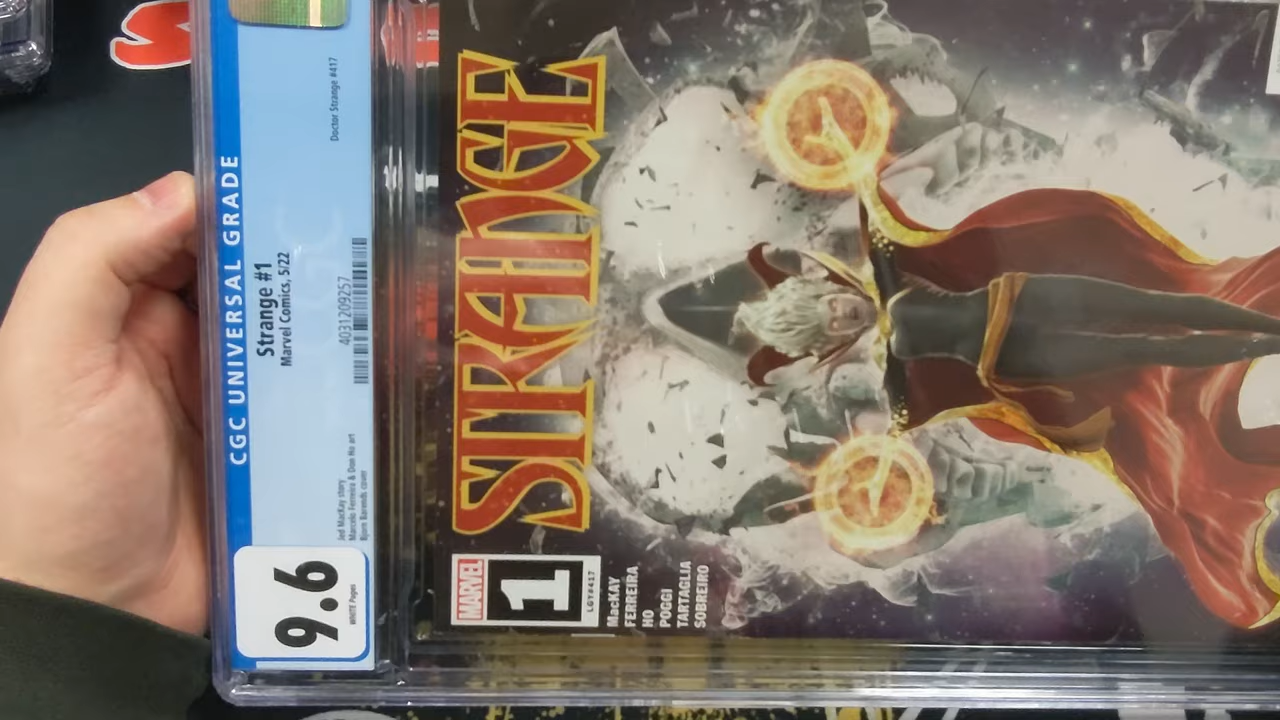 CGC UNIVERSAL GRADE
9.6
WHITE Pages
Jed MacKay story
Marcelo Ferreira & Don Ho art
Bjorn Barends cover
Strange #1
Marvel Comics, 5/22
4031209257
Doctor Strange #417
STRANGE
MARVEL
1
LGY#417
MacKAY
FERREIRA
HO
POGGI
TARTAGLIA
SOBREIRO